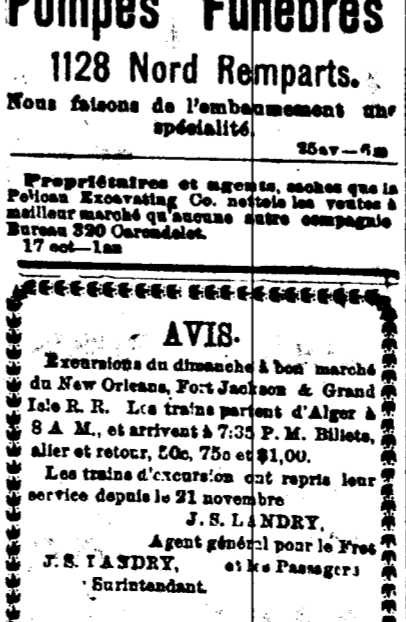 Pompes Funèbres
1128 Nord Remparts.
Nous faisons de l'embaumement une
spécialité.
25av—6m
Propriétaires et agents, saches que la
Pelican Excavating Co. nettoie les ventes à
meilleur marché qu'aucune autre compagnie
Bureau 320 Carondelet.
17 oct—1an
AVIS.
Excursions du dimanche à bon marché
du New Orleans, Fort Jackson & Grand
Isle R. R. Les trains partent d'Alger à
8 A M., et arrivent à 7:35 P. M. Billets,
aller et retour, 50c, 75c et $1,00.
Les trains d'excursion ont repris leur
service depuis le 21 novembre
J. S. LANDRY,
Agent général pour le Fret
et les Passagers
J. S. LANDRY,
Surintendant.